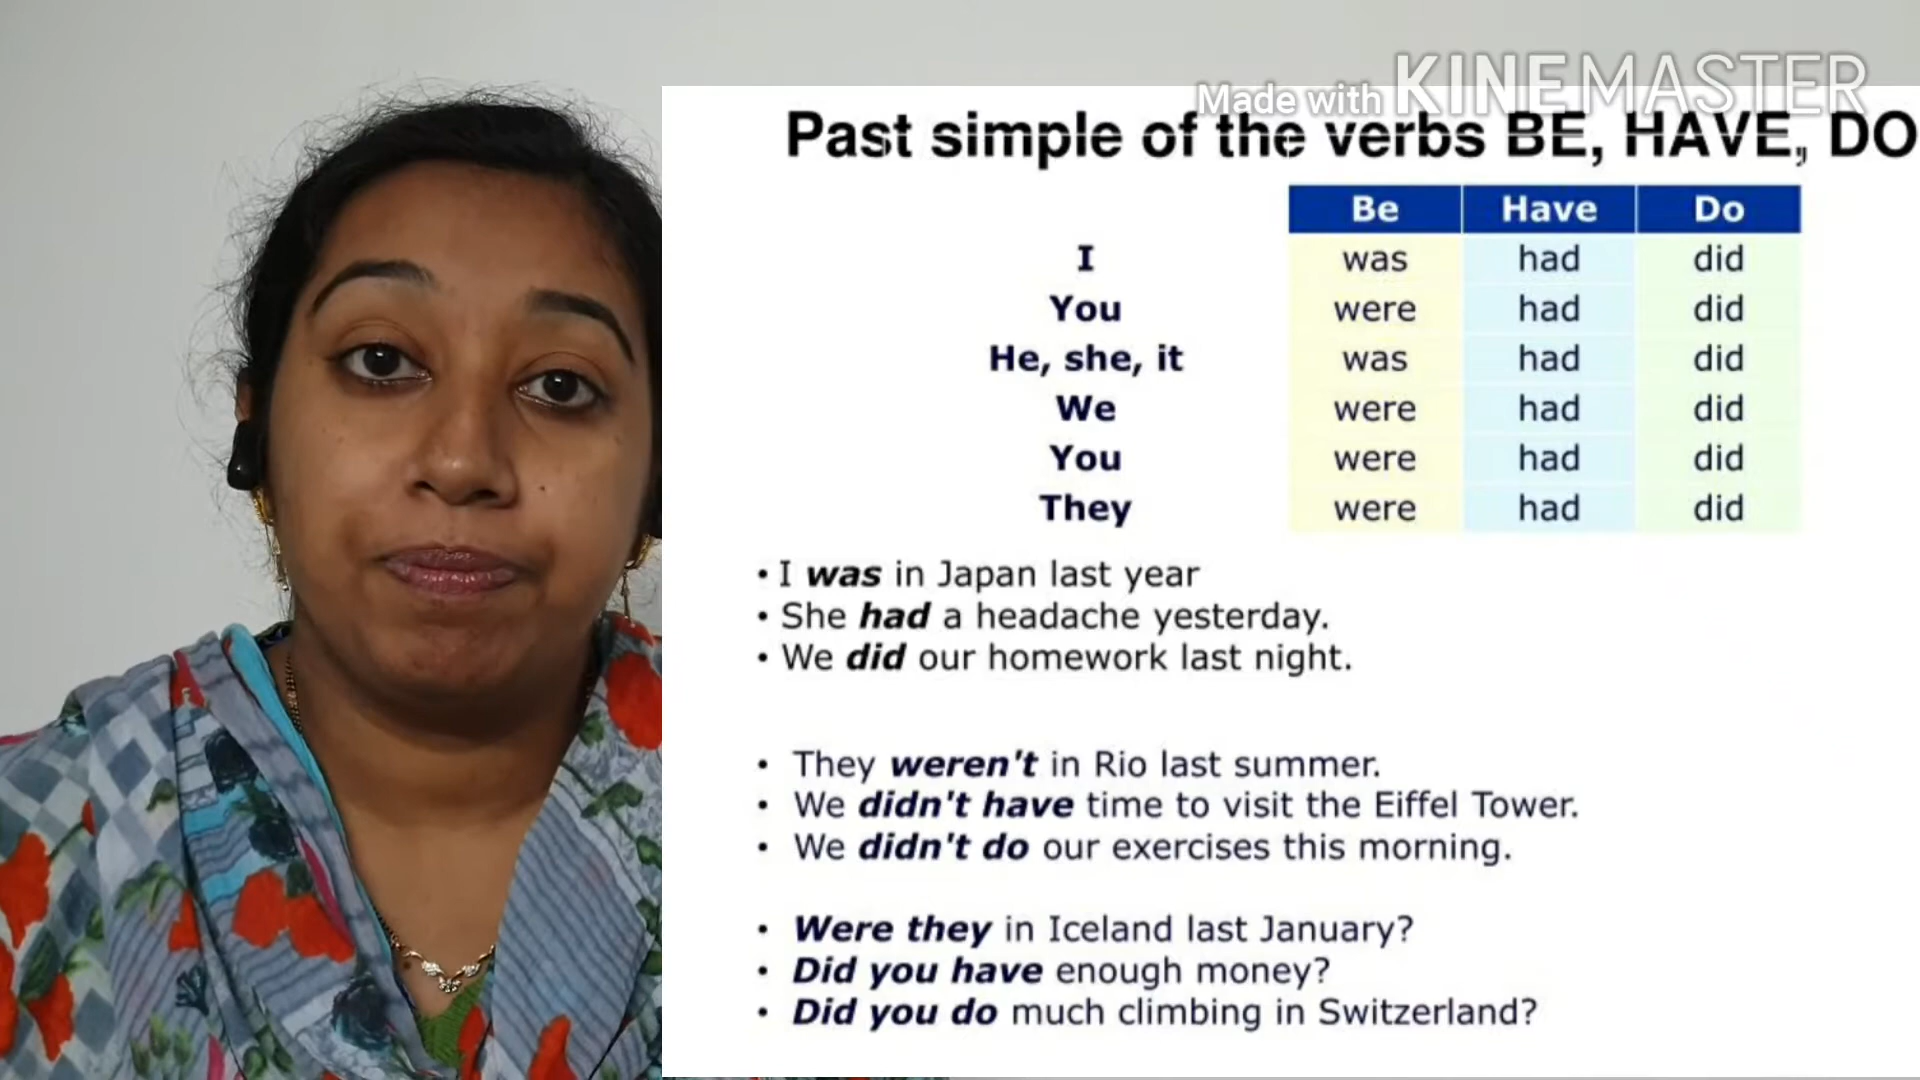 Made with KINEMASTER
Past simple of the verbs BE, HAVE, DO
Be Have Do
I was had did
You were had did
He, she, it was had did
We were had did
You were had did
They were had did
• I was in Japan last year
• She had a headache yesterday.
• We did our homework last night.
• They weren't in Rio last summer.
• We didn't have time to visit the Eiffel Tower.
• We didn't do our exercises this morning.
• Were they in Iceland last January?
• Did you have enough money?
• Did you do much climbing in Switzerland?